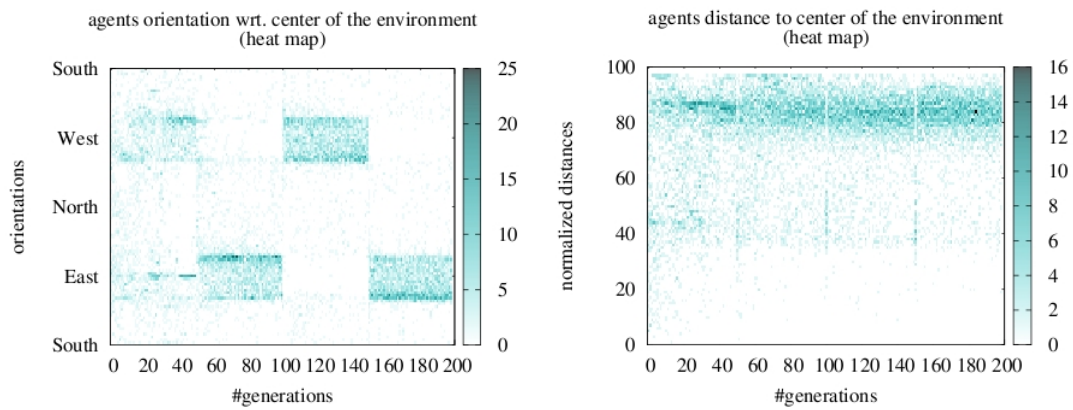 agents orientation wrt. center of the environment
(heat map)
South
West
North
East
South
orientations
0 20 40 60 80 100 120 140 160 180 200
#generations
25
20
15
10
5
0
agents distance to center of the environment
(heat map)
100
80
60
40
20
0
normalized distances
0 20 40 60 80 100 120 140 160 180 200
#generations
16
14
12
10
8
6
4
2
0